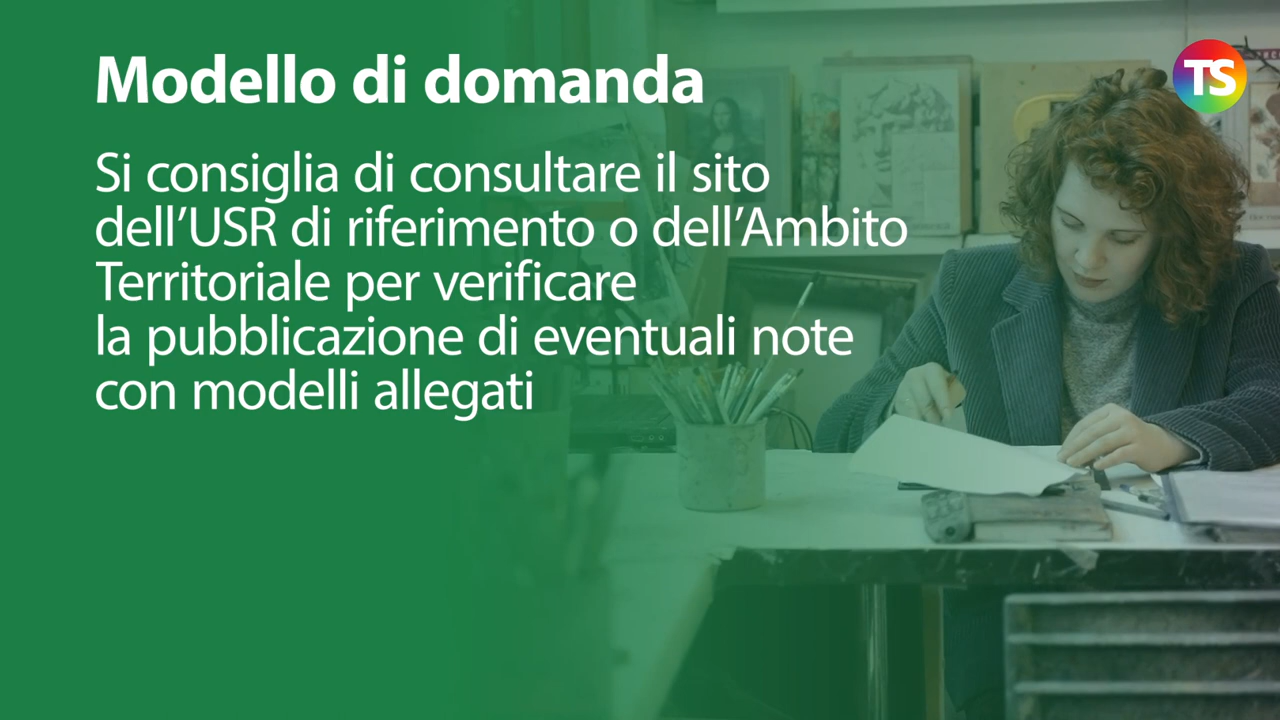 Modello di domanda
TS
Si consiglia di consultare il sito
dell’USR di riferimento o dell’Ambito
Territoriale per verificare
la pubblicazione di eventuali note
con modelli allegati